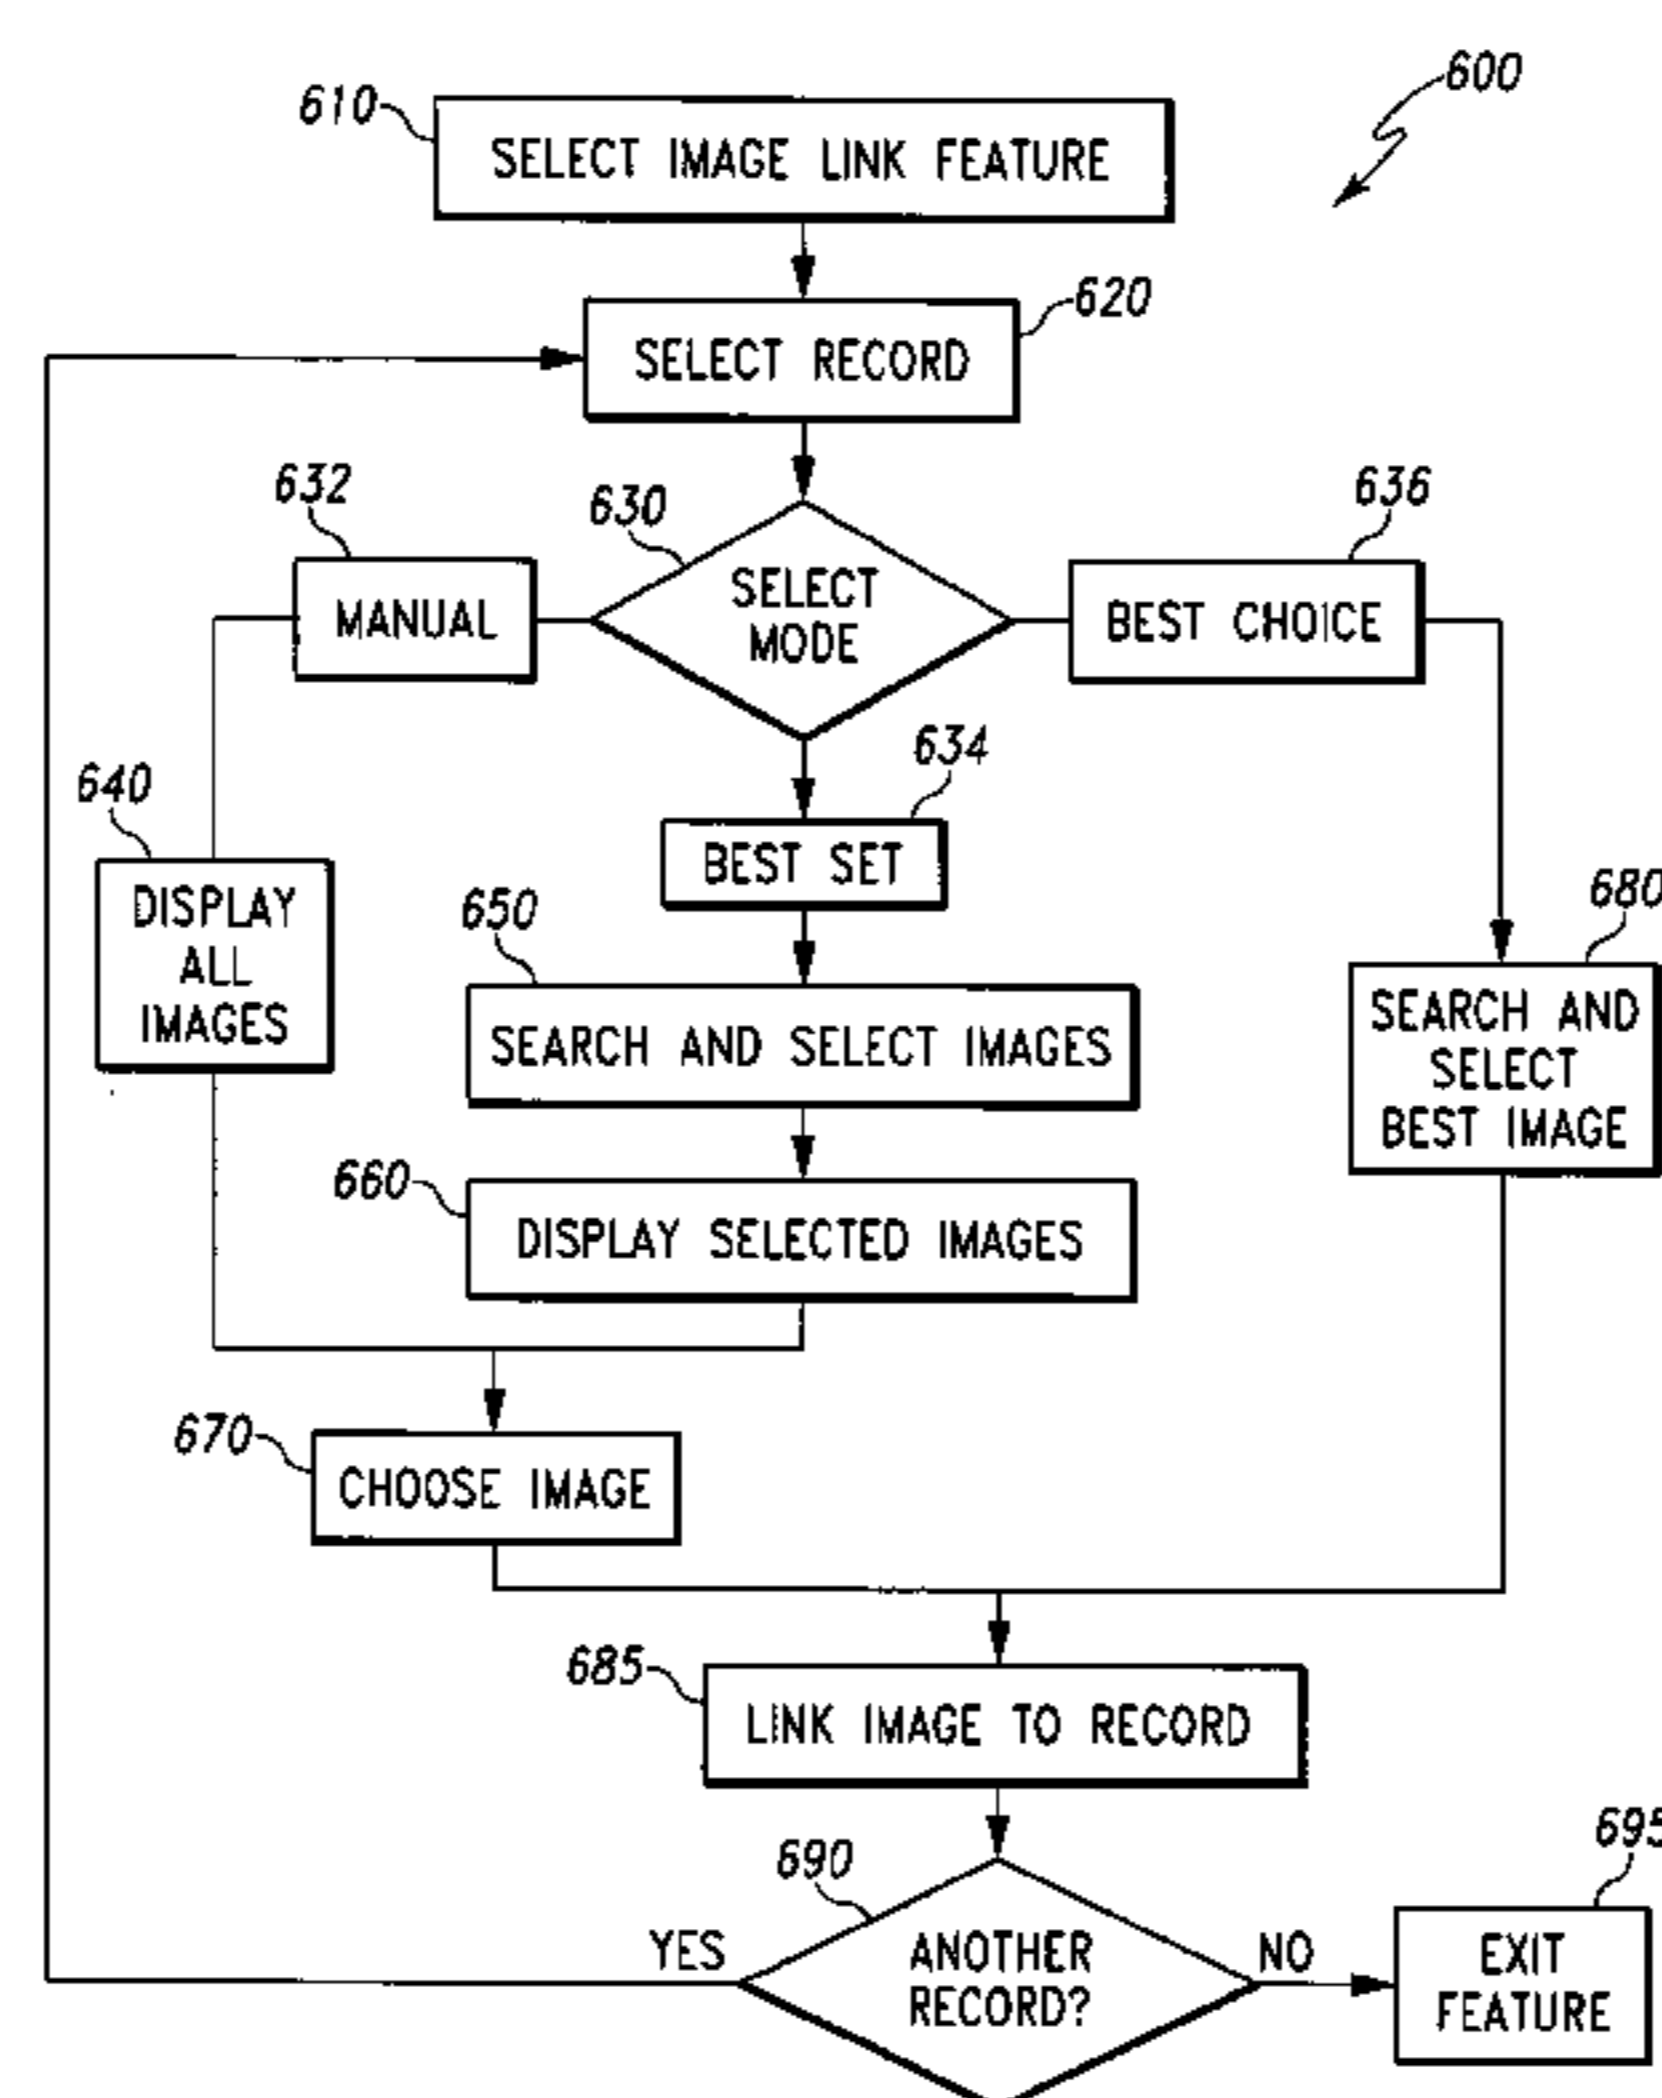 600
610
SELECT IMAGE LINK FEATURE
620
SELECT RECORD
632
630
636
MANUAL
SELECT
MODE
BEST CHOICE
634
640
BEST SET
DISPLAY
ALL
IMAGES
650
680
SEARCH AND SELECT IMAGES
SEARCH AND
SELECT
BEST IMAGE
660
DISPLAY SELECTED IMAGES
670
CHOOSE IMAGE
685
LINK IMAGE TO RECORD
690
695
YES
ANOTHER
RECORD?
NO
EXIT
FEATURE